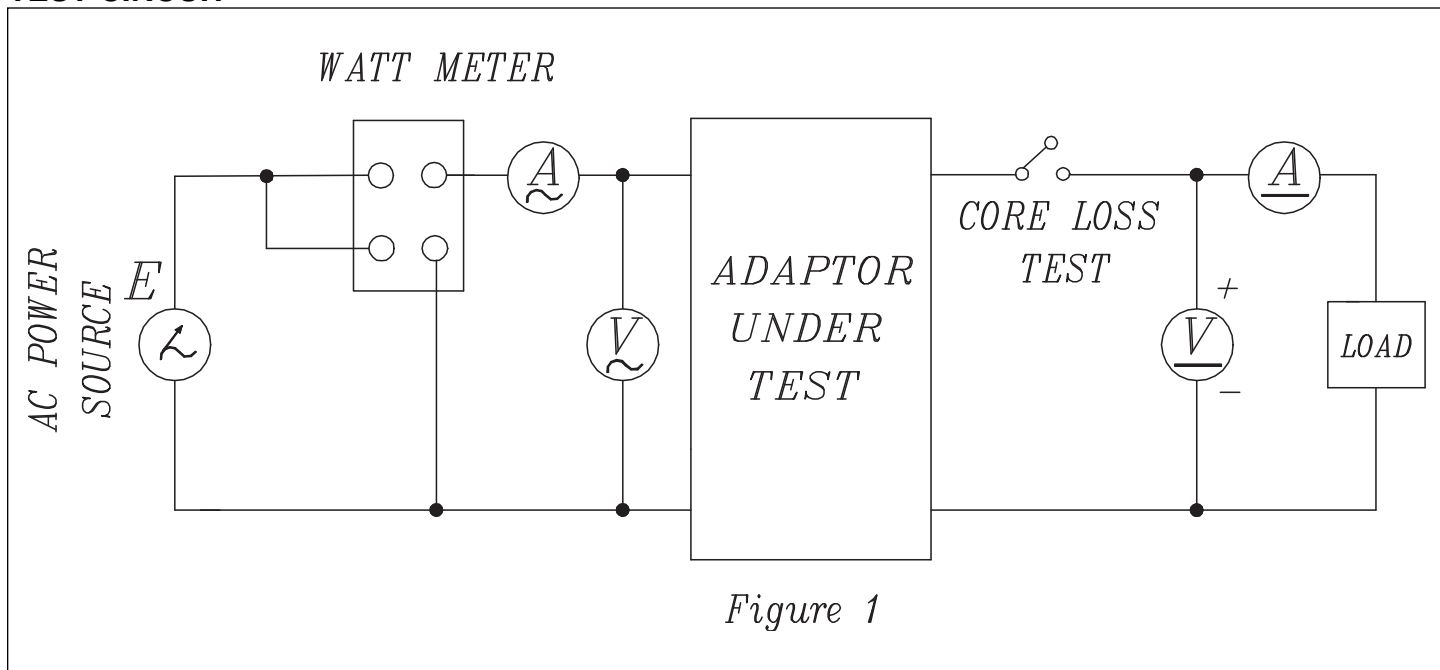 WATT METER
AC POWER
SOURCE
E
A
V
ADAPTOR
UNDER
TEST
CORE LOSS
TEST
A
+
V
-
LOAD
Figure 1